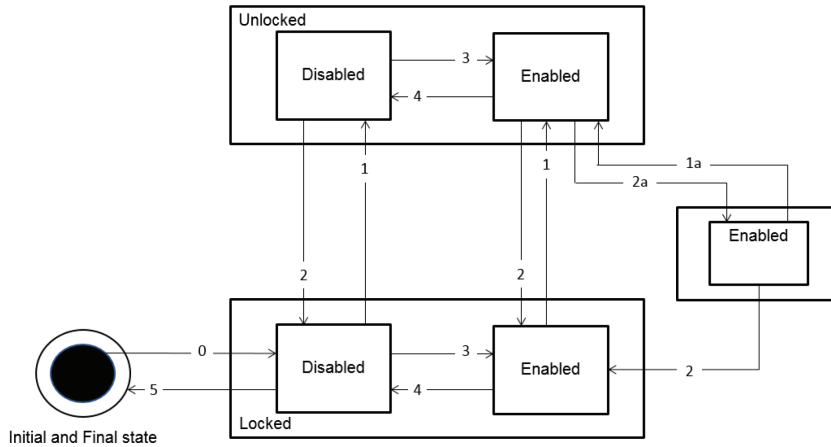 Unlocked
Disabled
3
Enabled
4
1
1
1a
2a
Enabled
2
2
0
Disabled
3
Enabled
2
5
4
Locked
Initial and Final state